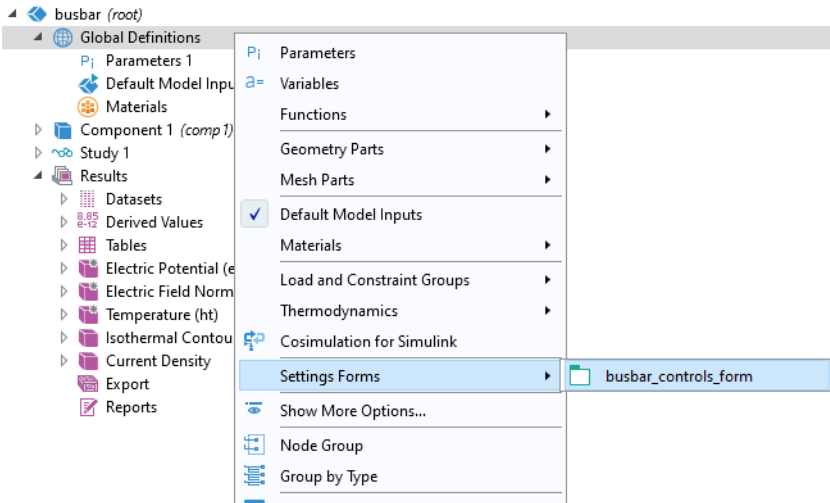 busbar (root)
Global Definitions
Pi Parameters 1
Default Model Inpu
Materials
Component 1 (comp1)
Study 1
Results
Datasets
8.85
e-12 Derived Values
Tables
Electric Potential (e
Electric Field Norm
Temperature (ht)
Isothermal Contou
Current Density
Export
Reports
Pi Parameters
a= Variables
Functions
Geometry Parts
Mesh Parts
Default Model Inputs
Materials
Load and Constraint Groups
Thermodynamics
Cosimulation for Simulink
Settings Forms
busbar_controls_form
Show More Options...
Node Group
Group by Type